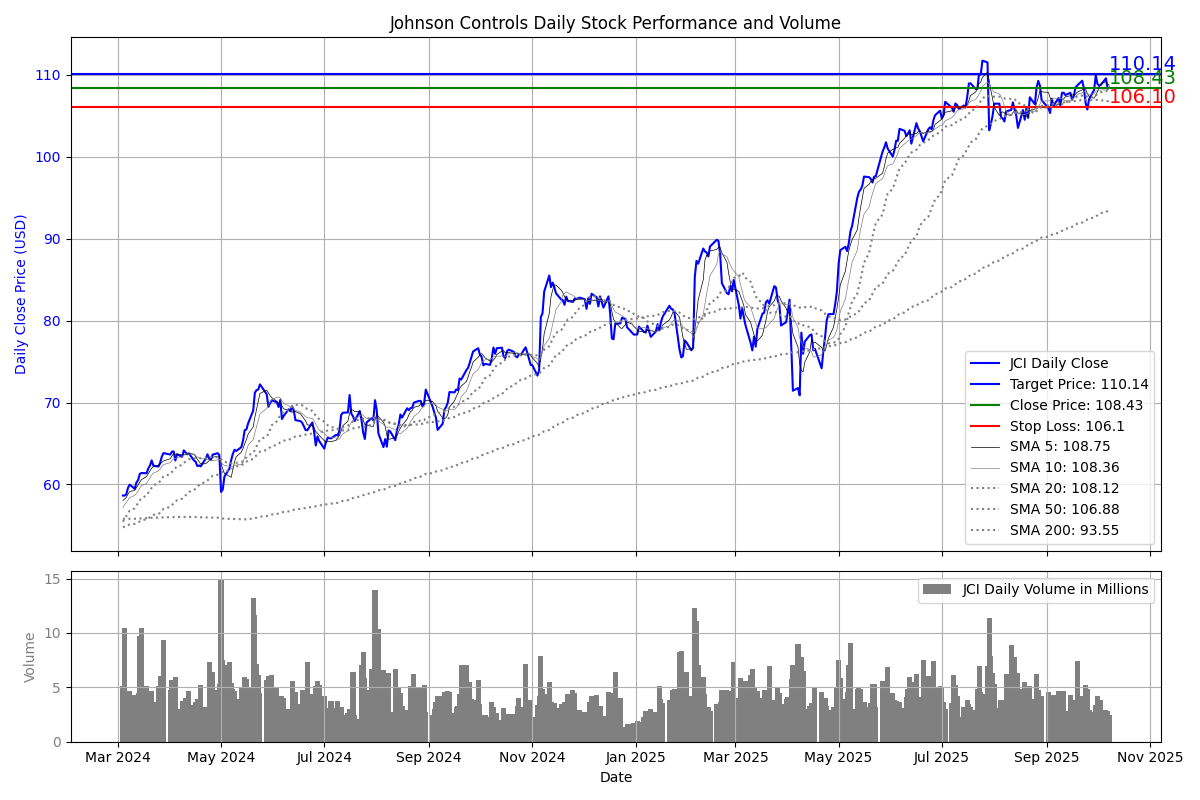 Johnson Controls Daily Stock Performance and Volume
110.14
108.43
106.10
110
100
90
80
70
60
Daily Close Price (USD)
JCI Daily Close
Target Price: 110.14
Close Price: 108.43
Stop Loss: 106.1
SMA 5: 108.75
SMA 10: 108.36
SMA 20: 108.12
SMA 50: 106.88
SMA 200: 93.55
15
10
5
0
Volume
JCI Daily Volume in Millions
Mar 2024 May 2024 Jul 2024 Sep 2024 Nov 2024 Jan 2025 Mar 2025 May 2025 Jul 2025 Sep 2025 Nov 2025
Date